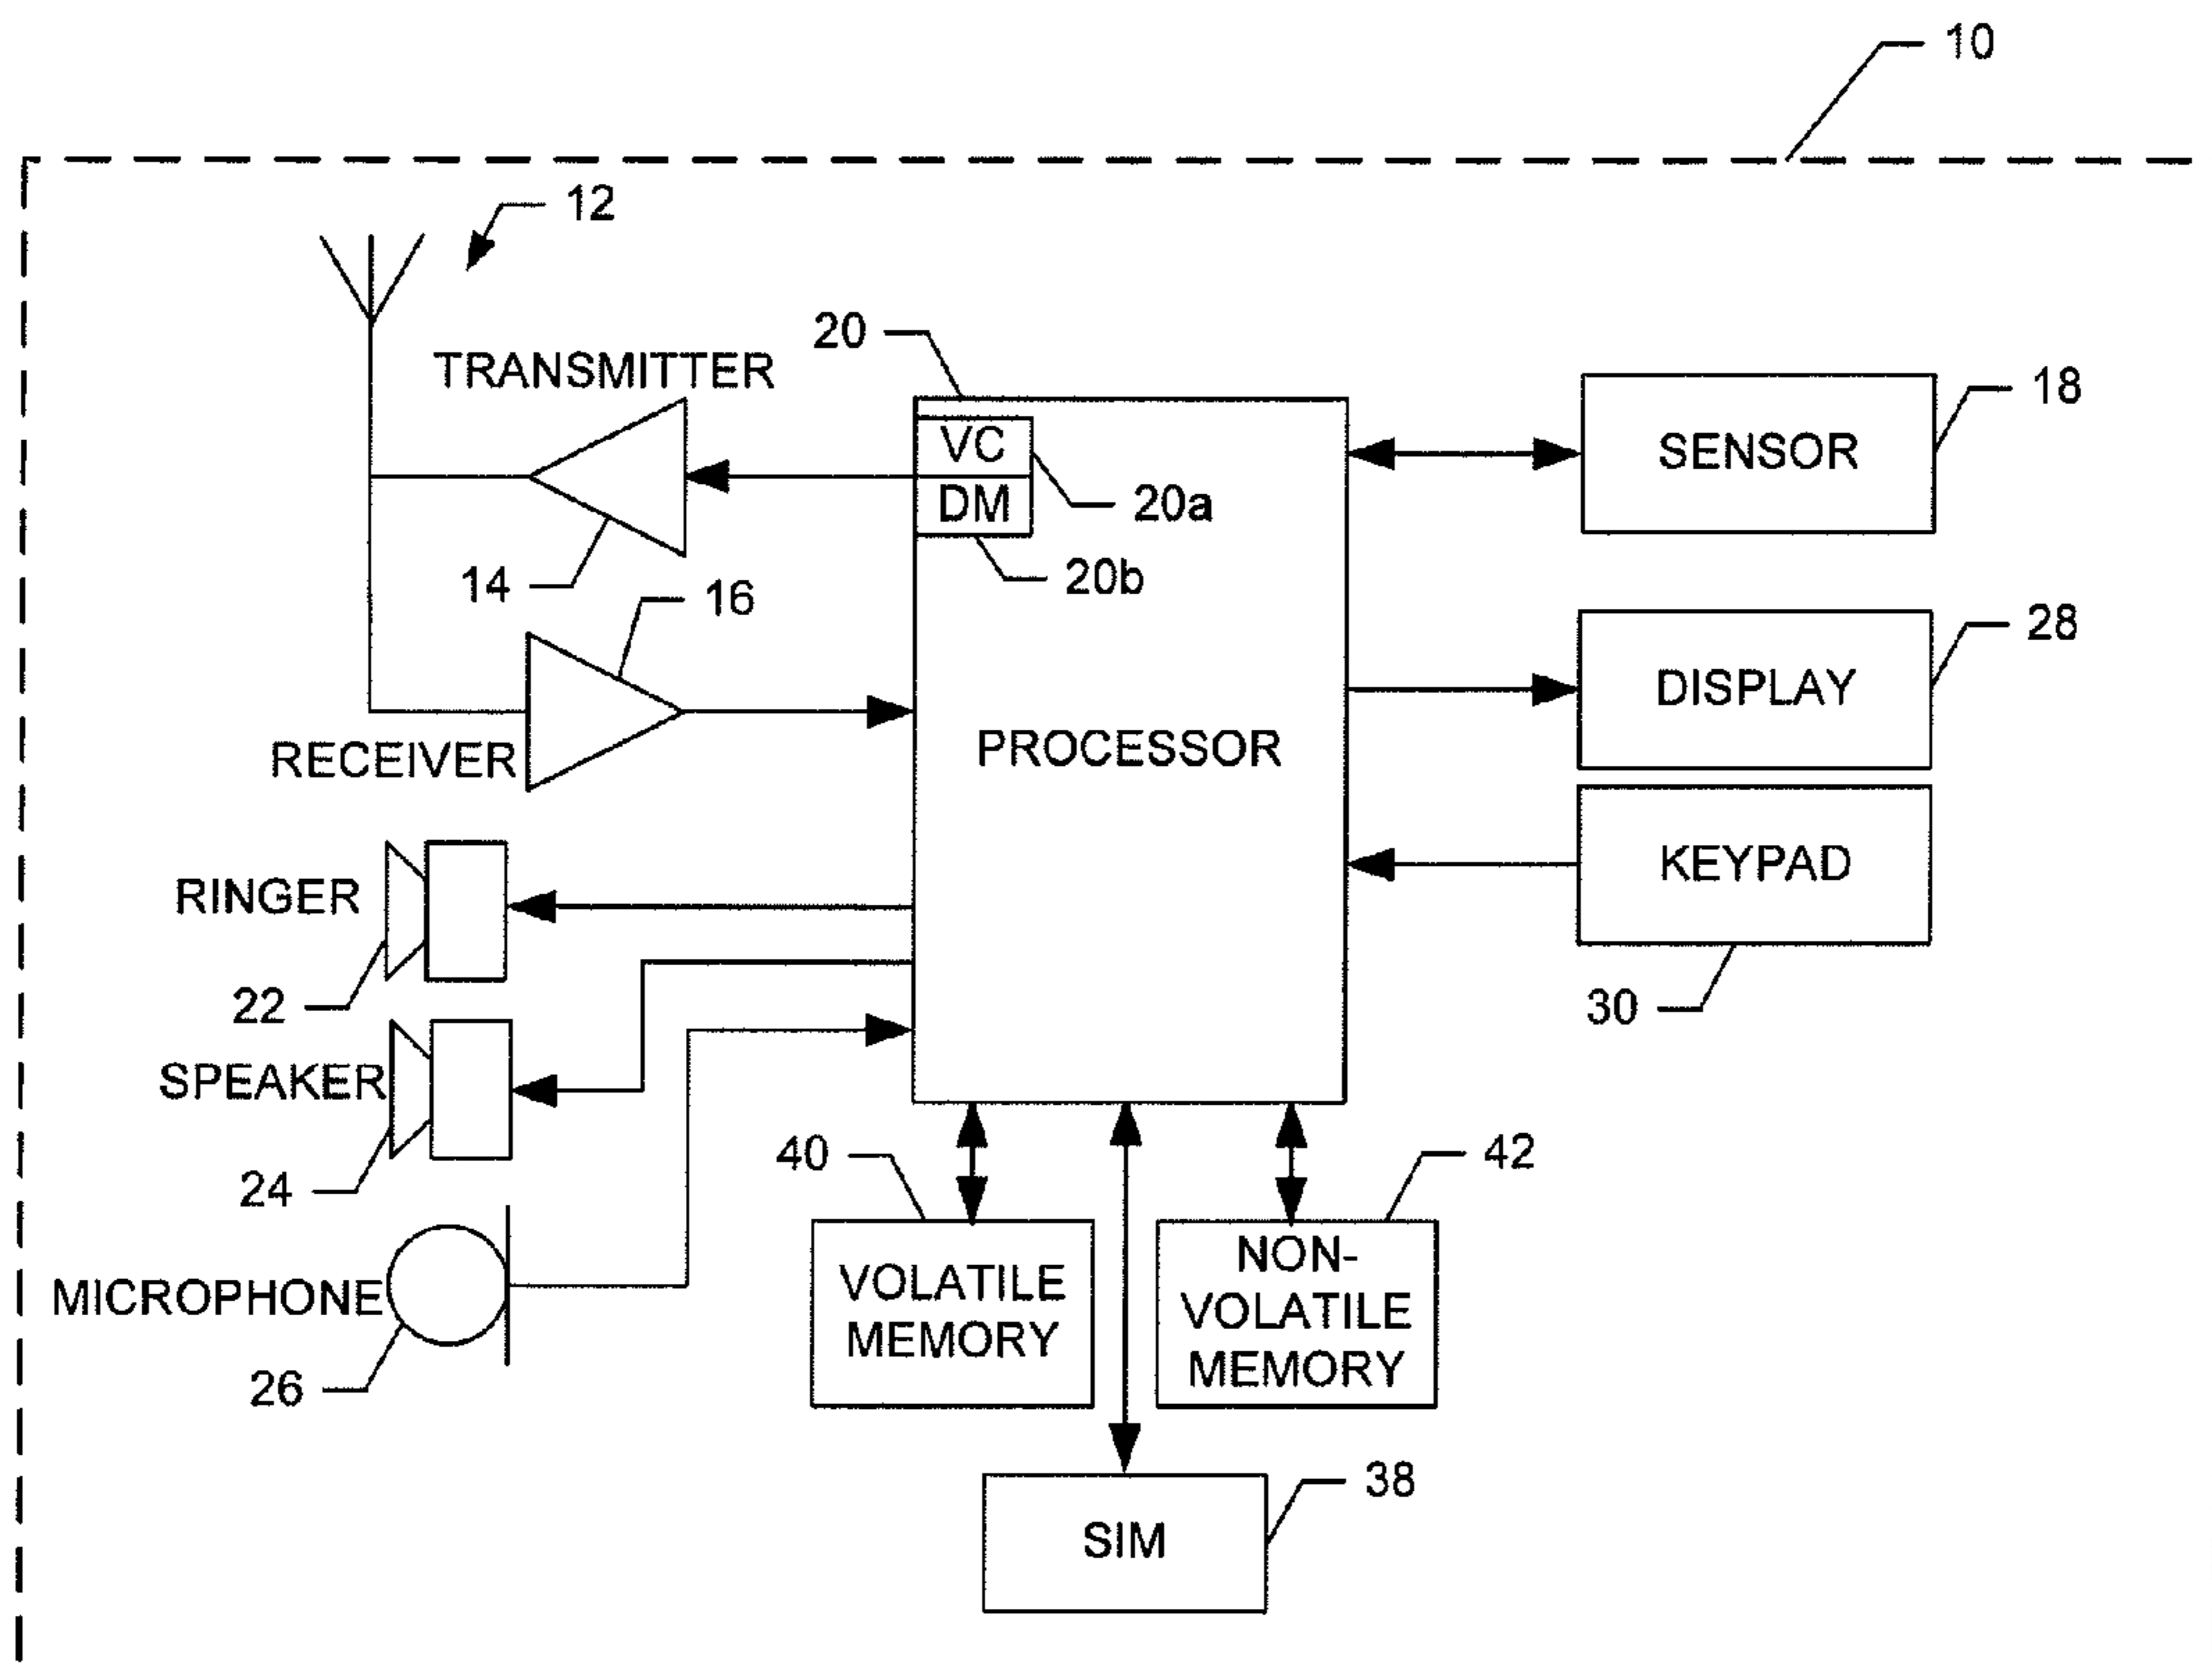 10
12
TRANSMITTER
20
VC
DM
20a
20b
SENSOR
18
14
16
DISPLAY
28
RECEIVER
PROCESSOR
KEYPAD
30
RINGER
22
SPEAKER
24
MICROPHONE
26
40
VOLATILE
MEMORY
42
NON-
VOLATILE
MEMORY
38
SIM